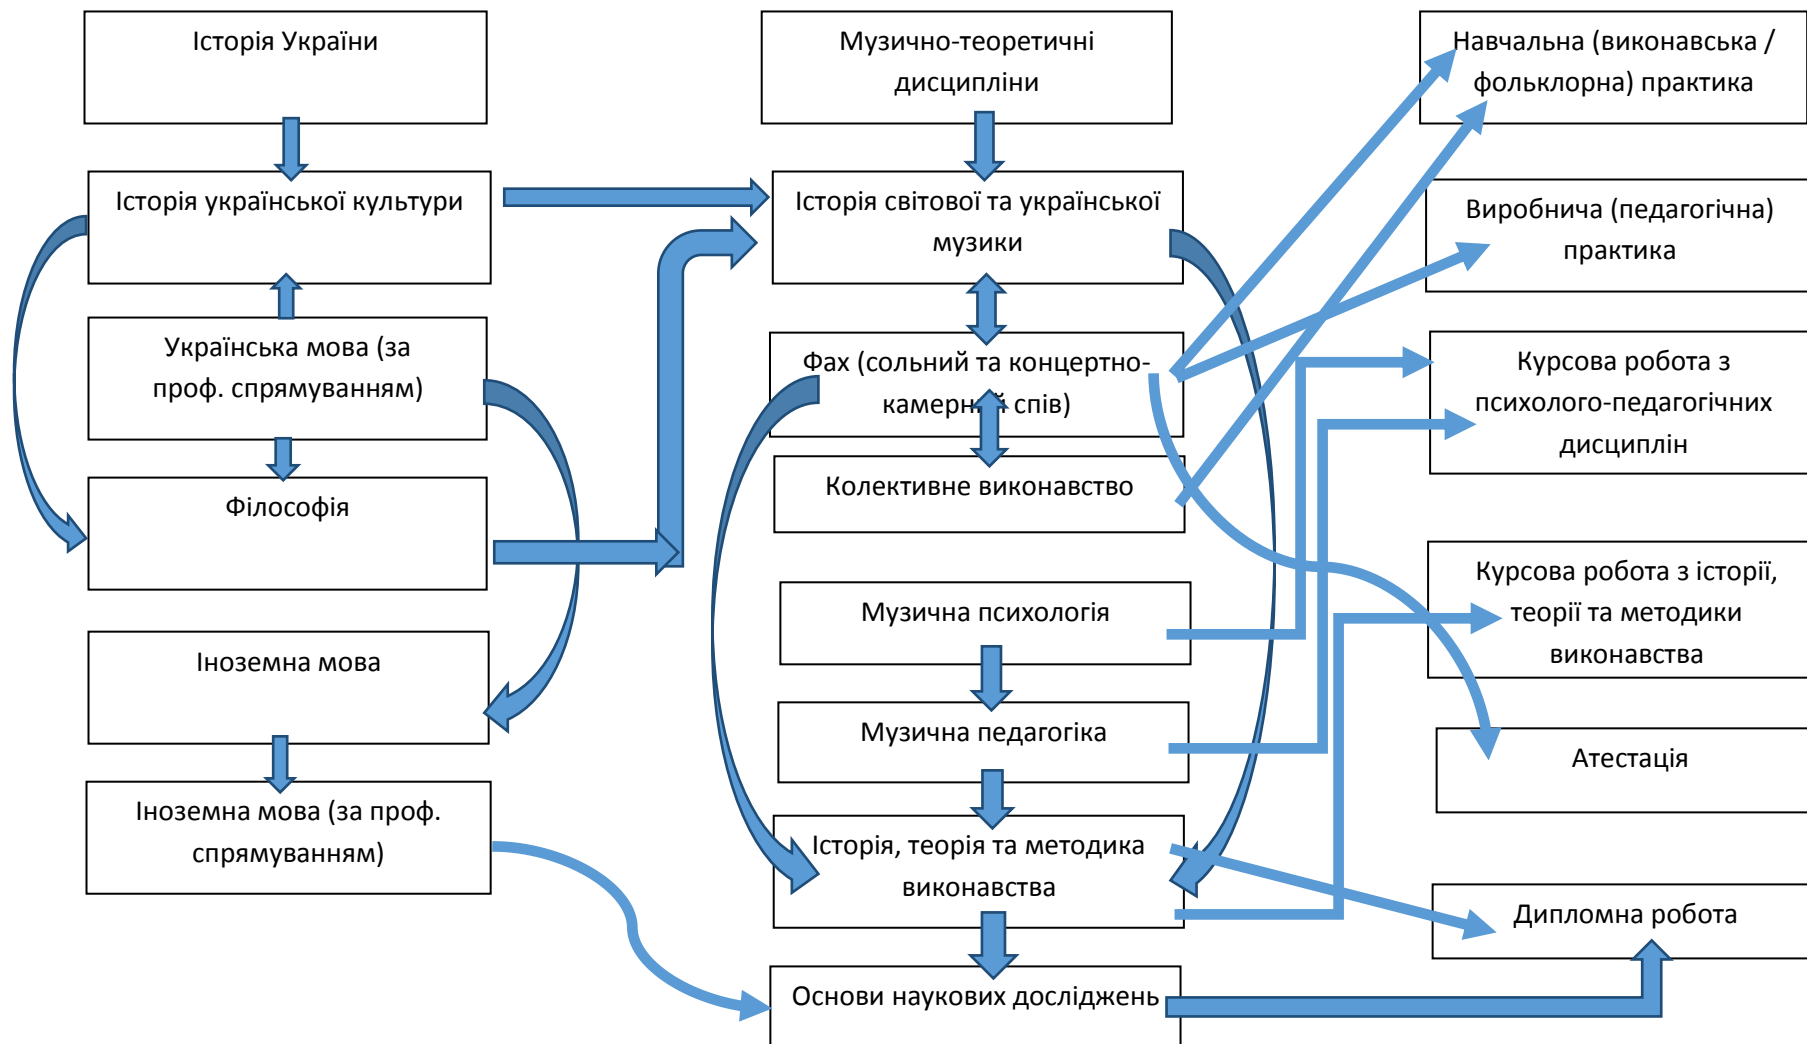 Історія України
Історія української культури
Українська мова (за
проф. спрямуванням)
Філософія
Іноземна мова
Іноземна мова (за проф.
спрямуванням)
Музично-теоретичні
дисципліни
Історія світової та української
музики
Фах (сольний та концертно-
камерний спів)
Колективне виконавство
Музична психологія
Музична педагогіка
Історія, теорія та методика
виконавства
Основи наукових досліджень
Навчальна (виконавська /
фольклорна) практика
Виробнича (педагогічна)
практика
Курсова робота з
психолого-педагогічних
дисциплін
Курсова робота з історії,
теорії та методики
виконавства
Атестація
Дипломна робота